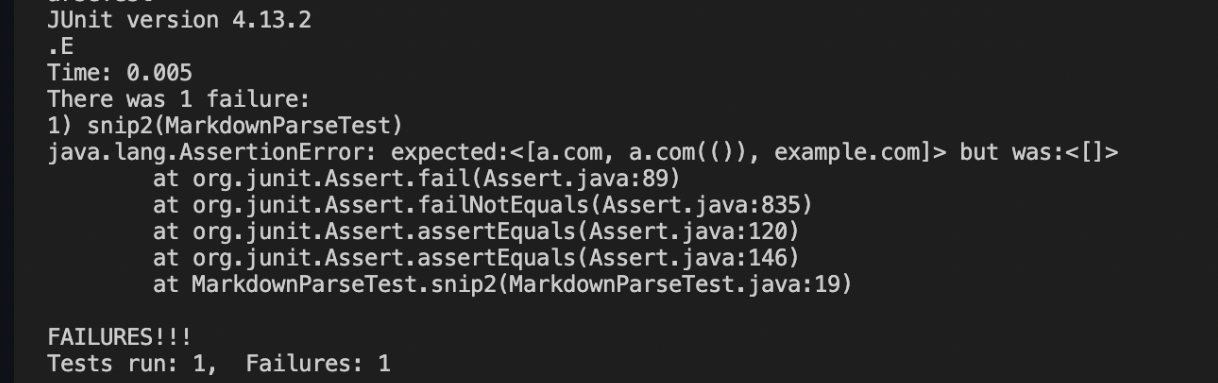 JUnit version 4.13.2
.E
Time: 0.005
There was 1 failure:
1) snip2(MarkdownParseTest)
java.lang.AssertionError: expected:<[a.com, a.com(()), example.com]> but was:<[]>
        at org.junit.Assert.fail(Assert.java:89)
        at org.junit.Assert.failNotEquals(Assert.java:835)
        at org.junit.Assert.assertEquals(Assert.java:120)
        at org.junit.Assert.assertEquals(Assert.java:146)
        at MarkdownParseTest.snip2(MarkdownParseTest.java:19)
FAILURES!!!
Tests run: 1,  Failures: 1